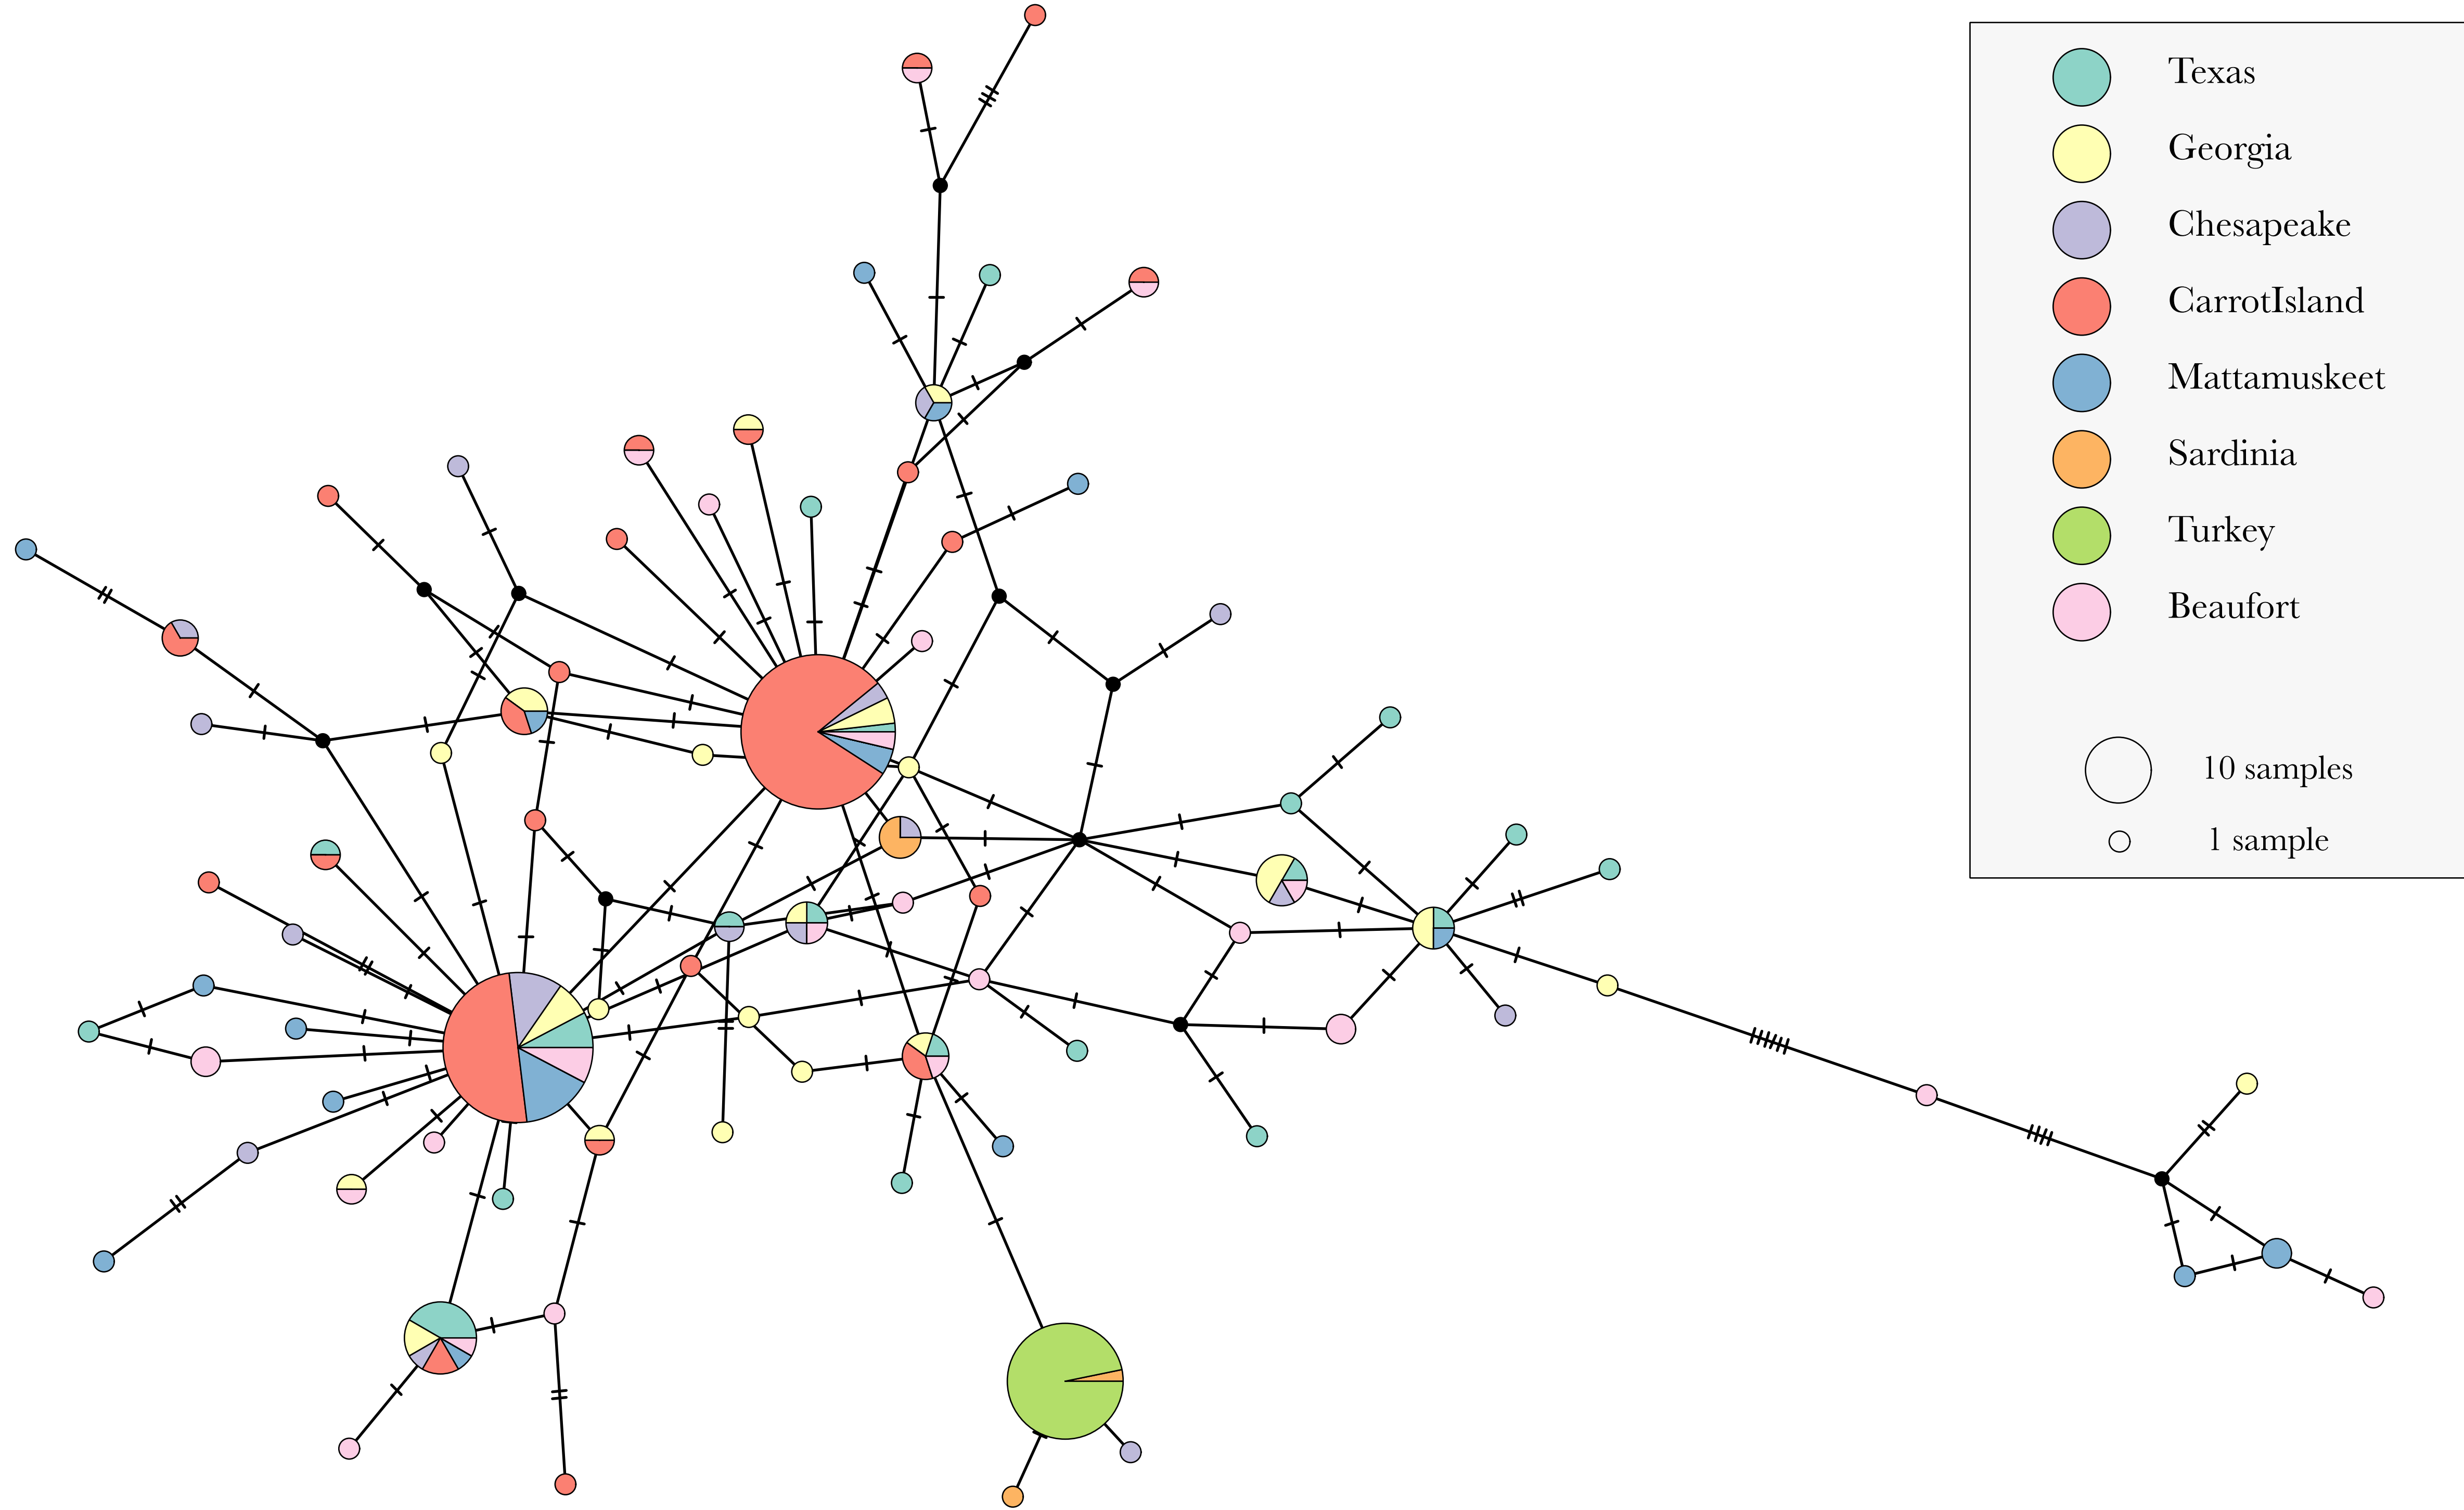 Texas
Georgia
Chesapeake
CarrotIsland
Mattamuskeet
Sardinia
Turkey
Beaufort
10 samples
1 sample